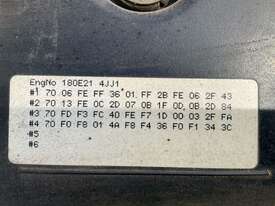 EngNo 180E21 4JJ1
#1 70 06 FE FF 36 01 FF 2B FE 06 2F 43
#2 70 13 FE 0C 2D 07 0B 1F 0D 0B 2D 84
#3 70 FD F3 FC 40 FE F7 1D 00 03 2F FA
#4 70 F0 F8 01 4A F8 F4 36 F0 F1 34 3C
#5
#6